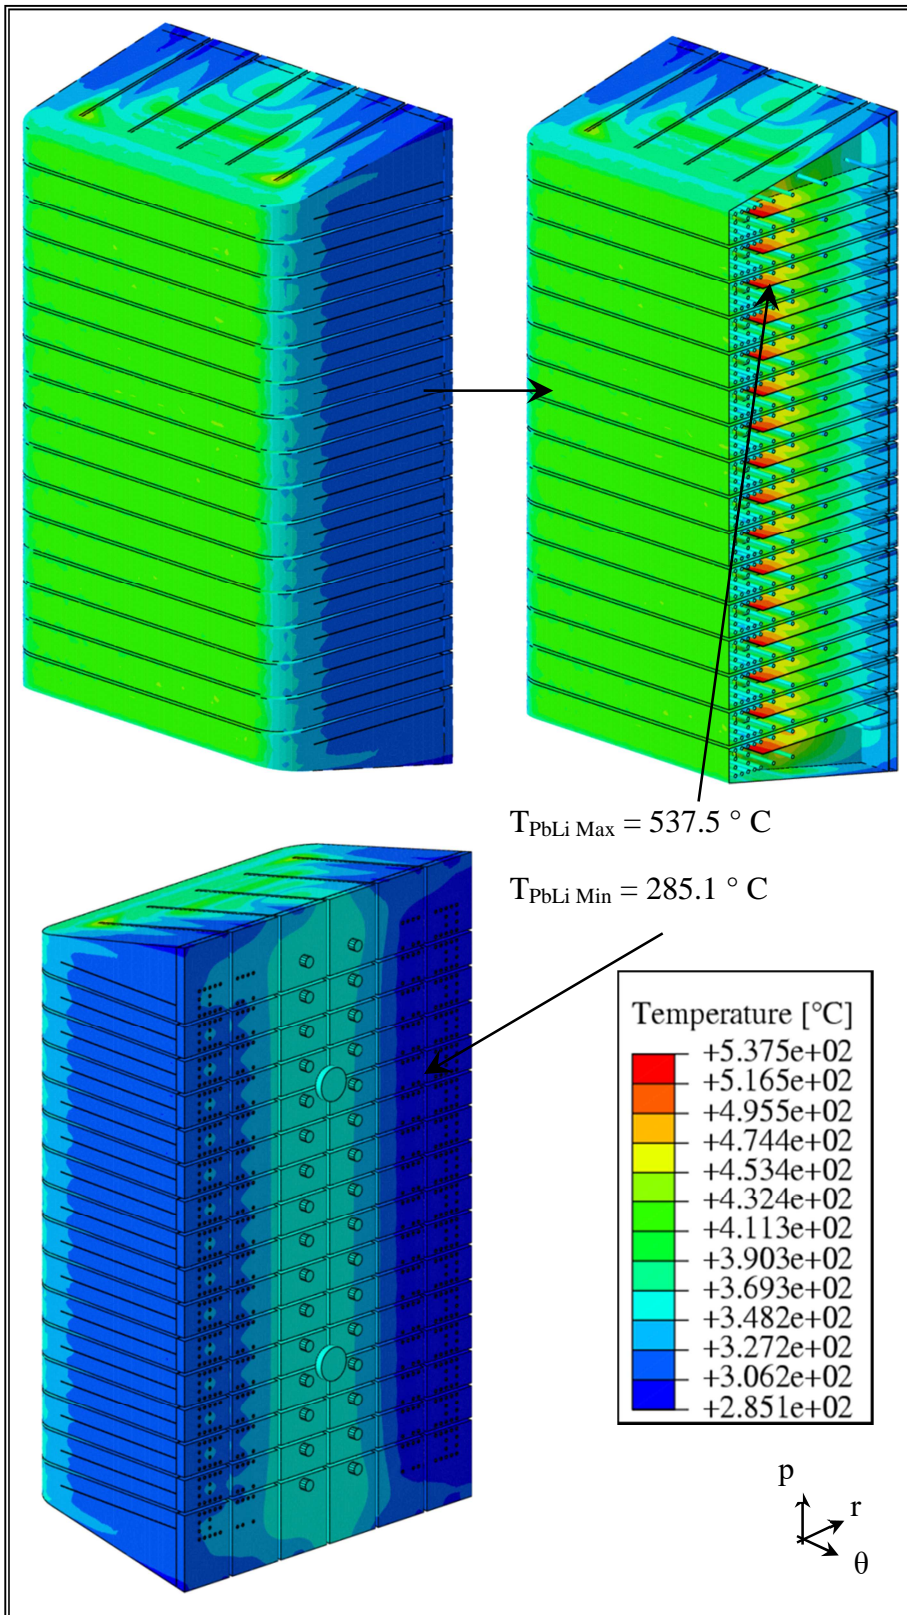 T_PbLi Max = 537.5 ° C
T_PbLi Min = 285.1 ° C
Temperature [°C]
+5.375e+02
+5.165e+02
+4.955e+02
+4.744e+02
+4.534e+02
+4.324e+02
+4.113e+02
+3.903e+02
+3.693e+02
+3.482e+02
+3.272e+02
+3.062e+02
+2.851e+02
p
r
θ